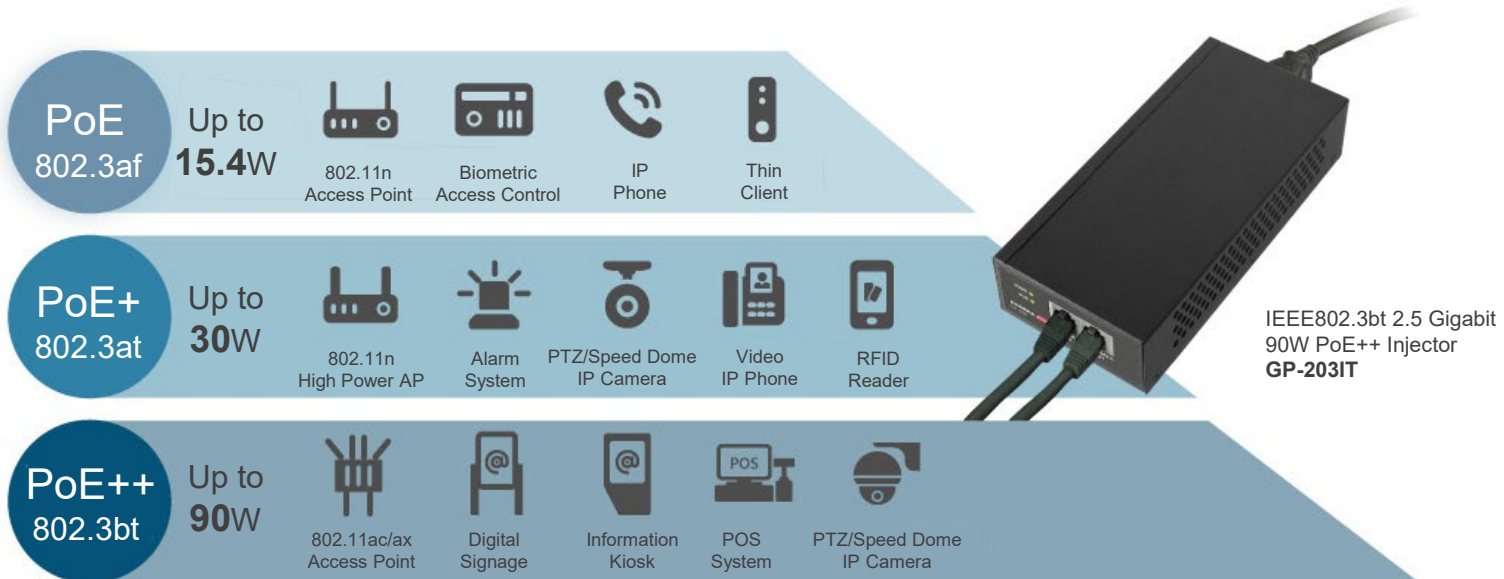 PoE
802.3af
Up to
15.4W
802.11n
Access Point
Biometric
Access Control
IP
Phone
Thin
Client
PoE+
802.3at
Up to
30W
802.11n
High Power AP
Alarm
System
PTZ/Speed Dome
IP Camera
Video
IP Phone
RFID
Reader
IEEE802.3bt 2.5 Gigabit
90W PoE++ Injector
GP-203IT
PoE++
802.3bt
Up to
90W
802.11ac/ax
Access Point
Digital
Signage
Information
Kiosk
POS
POS
System
PTZ/Speed Dome
IP Camera